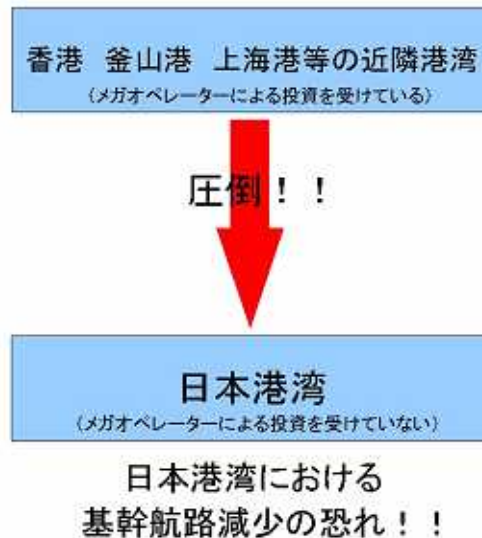 香港 釜山港 上海港等の近隣港湾
(メガオペレーターによる投資を受けている)
圧倒！！
日本港湾
(メガオペレーターによる投資を受けていない)
日本港湾における
基幹航路減少の恐れ！！